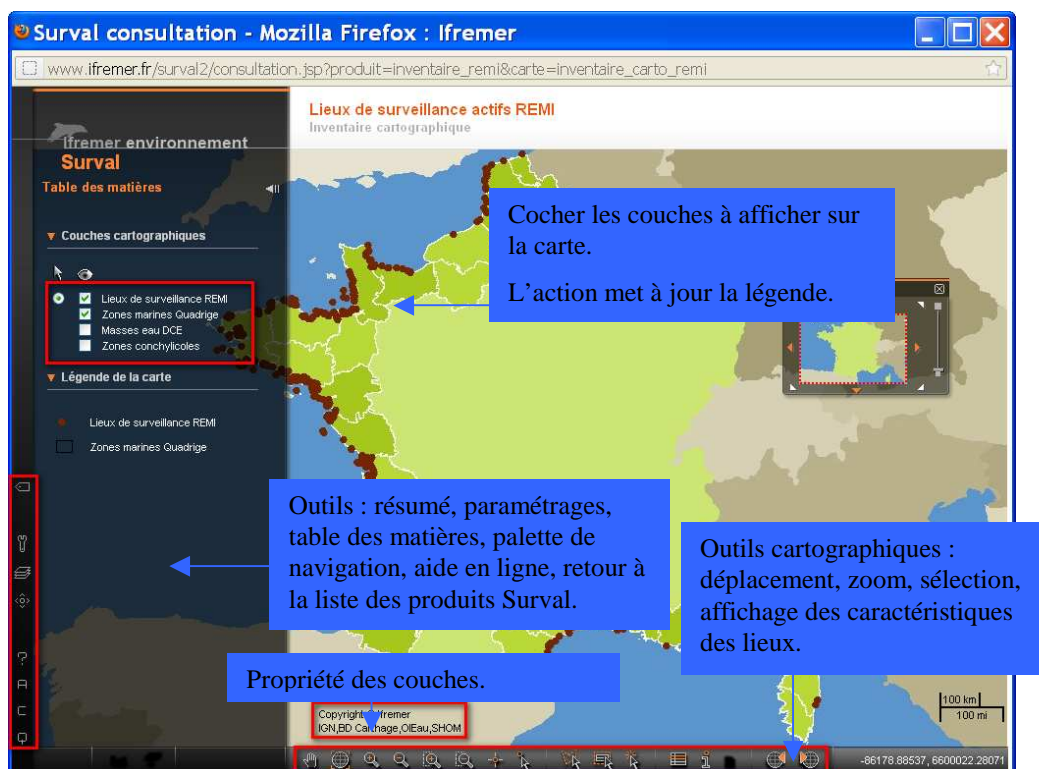 Surval consultation - Mozilla Firefox : Ifremer
www.ifremer.fr/surval2/consultation.jsp?produit=inventaire_remi&carte=inventaire_carto_remi
Lieux de surveillance actifs REMI
Inventaire cartographique
Ifremer environnement
Surval
Table des matières
Couches cartographiques
Lieux de surveillance REMI
Zones marines Quadrige
Masses eau DCE
Zones conchylicoles
Légende de la carte
Lieux de surveillance REMI
Zones marines Quadrige
Cocher les couches à afficher sur
la carte.
L’action met à jour la légende.
Outils : résumé, paramétrages,
table des matières, palette de
navigation, aide en ligne, retour à
la liste des produits Surval.
Outils cartographiques :
déplacement, zoom, sélection,
affichage des caractéristiques
des lieux.
Propriété des couches.
Copyright Ifremer
IGN,BD Carthage,OIEau,SHOM
100 km
100 mi
-86178.88537, 6600022.28071